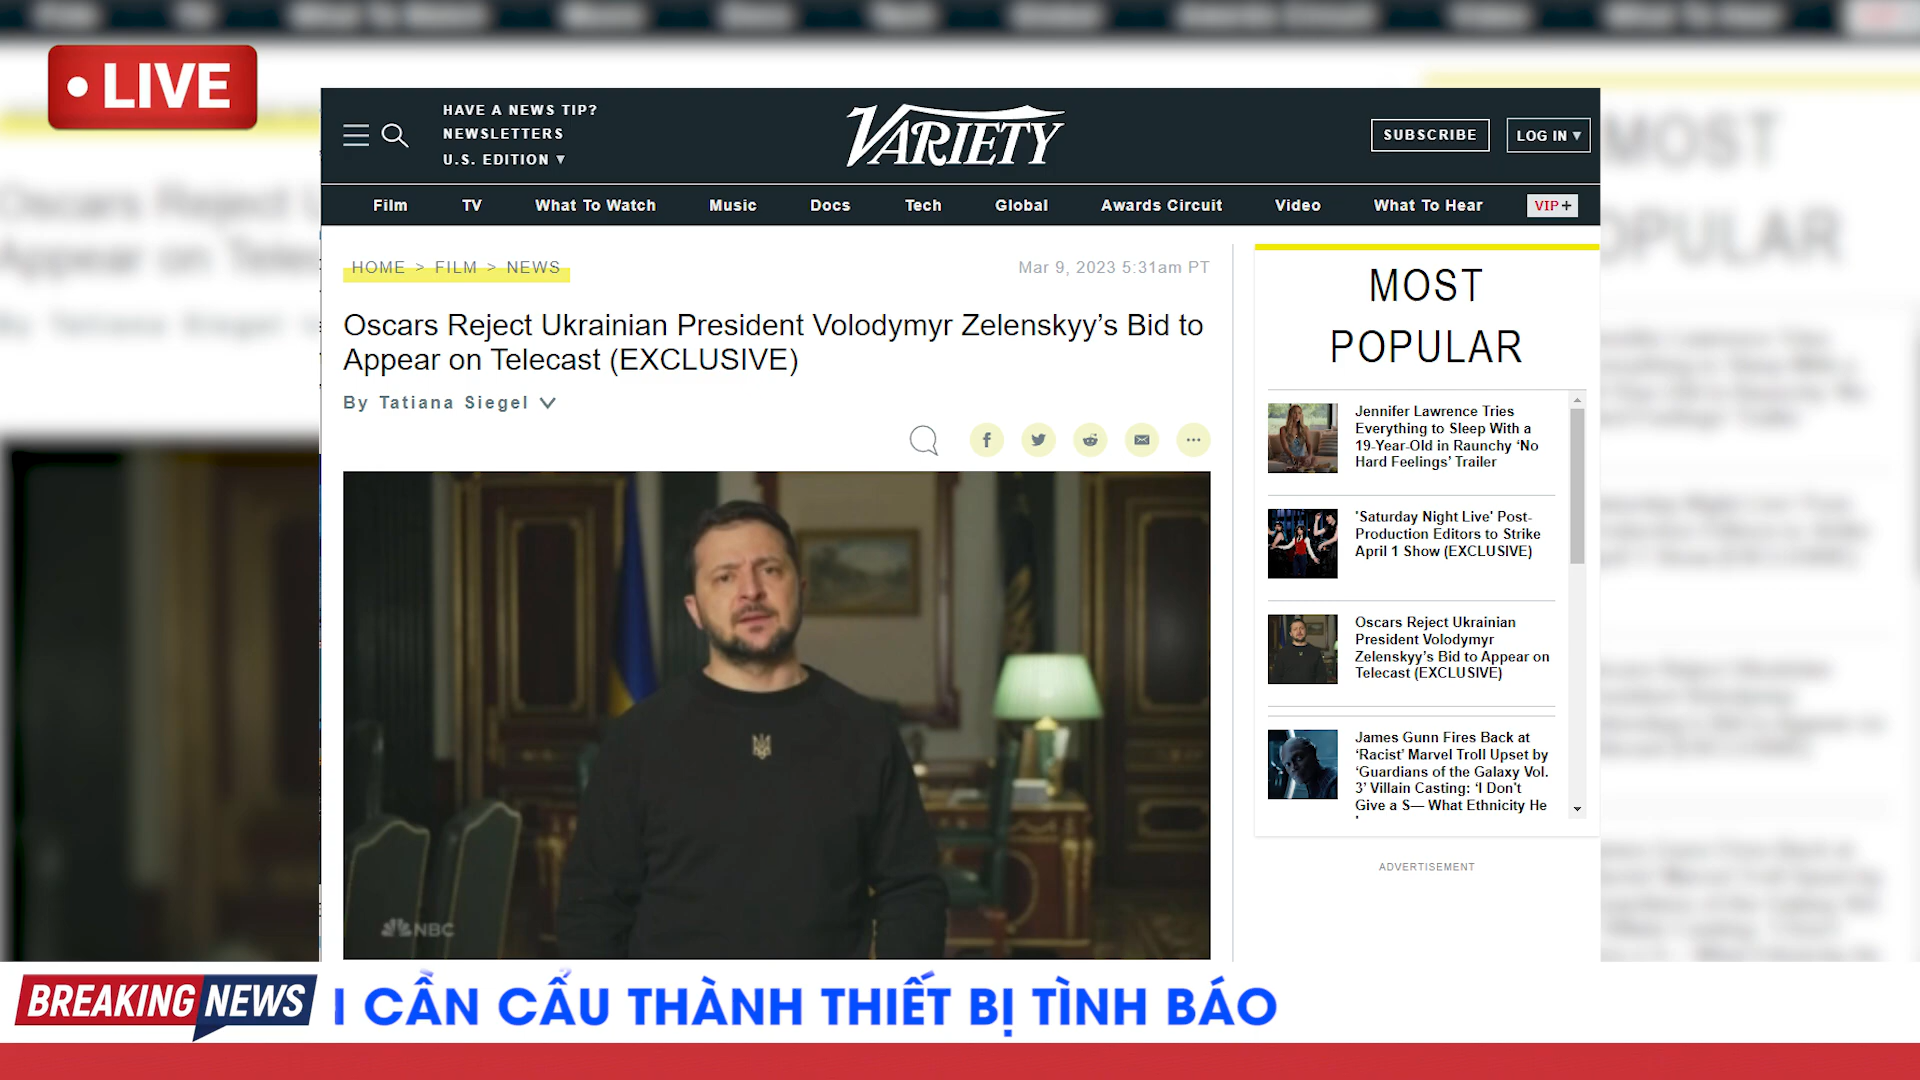 LIVE
HAVE A NEWS TIP?
NEWSLETTERS
U.S. EDITION ▼
VARIETY
SUBSCRIBE
LOG IN ▼
Film TV What To Watch Music Docs Tech Global Awards Circuit Video What To Hear VIP+
HOME > FILM > NEWS
Mar 9, 2023 5:31am PT
Oscars Reject Ukrainian President Volodymyr Zelenskyy’s Bid to
Appear on Telecast (EXCLUSIVE)
By Tatiana Siegel
NBC
MOST
POPULAR
Jennifer Lawrence Tries
Everything to Sleep With a
19-Year-Old in Raunchy ‘No
Hard Feelings’ Trailer
'Saturday Night Live' Post-
Production Editors to Strike
April 1 Show (EXCLUSIVE)
Oscars Reject Ukrainian
President Volodymyr
Zelenskyy’s Bid to Appear on
Telecast (EXCLUSIVE)
James Gunn Fires Back at
‘Racist’ Marvel Troll Upset by
‘Guardians of the Galaxy Vol.
3’ Villain Casting: ‘I Don't
Give a S— What Ethnicity He
ADVERTISEMENT
BREAKING NEWS
CẦN CẨU THÀNH THIẾT BỊ TÌNH BÁO